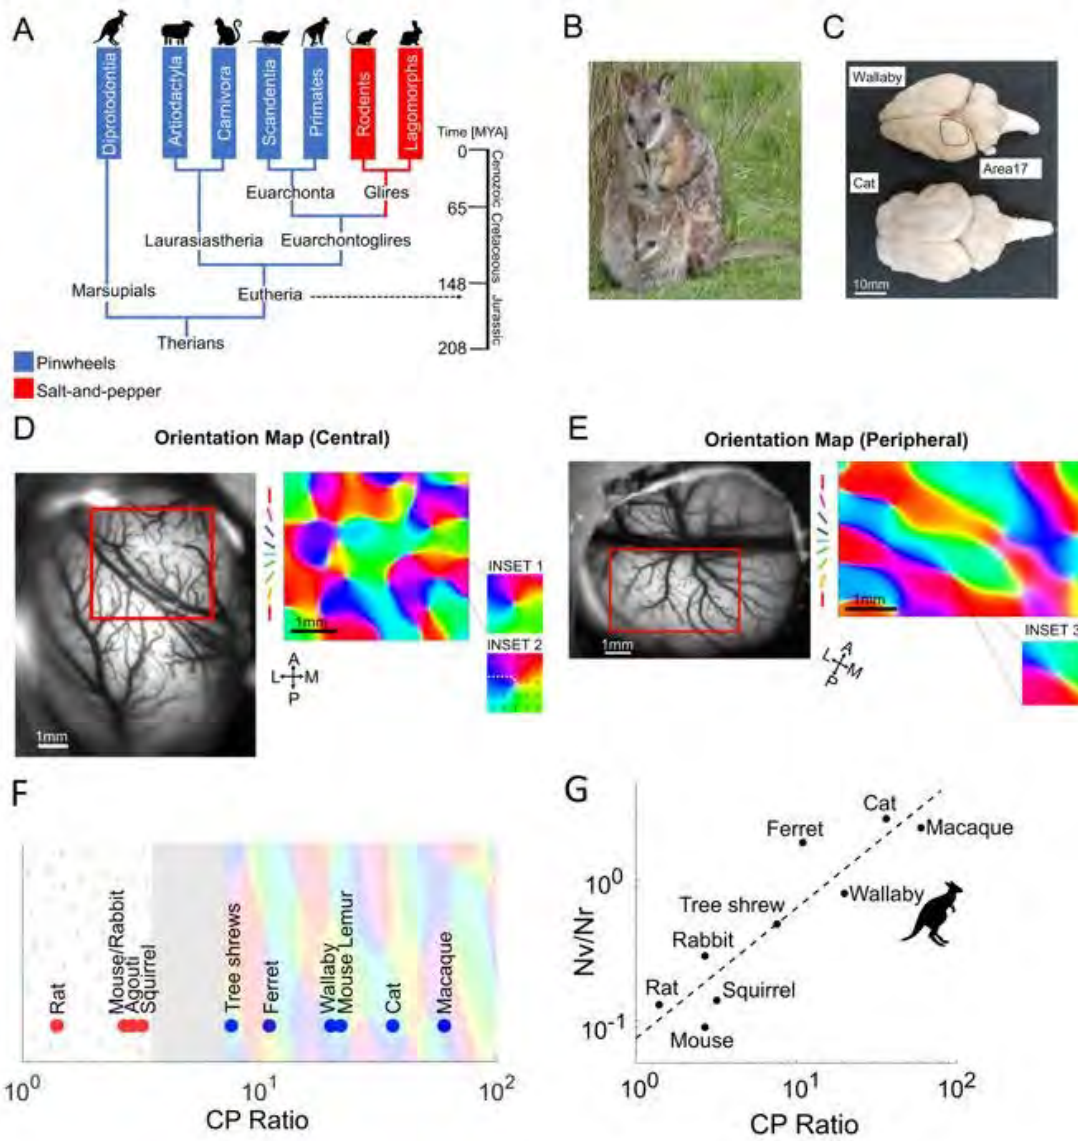 A
Diprotodontia
Artiodactyla
Carnivora
Scandentia
Primates
Rodents
Lagomorphs
Time [MYA]
0
65
148
208
Cenozoic
Cretaceous
Jurassic
Euarchonta
Glires
Laurasiastheria
Euarchontoglires
Marsupials
Eutheria
Therians
Pinwheels
Salt-and-pepper
B
C
Wallaby
Area17
Cat
10mm
D
Orientation Map (Central)
1mm
1mm
A
L
M
P
INSET 1
INSET 2
E
Orientation Map (Peripheral)
1mm
1mm
A
L
M
P
INSET 3
F
Rat
Mouse/Rabbit
Agouti
Squirrel
Tree shrews
Ferret
Wallaby
Mouse Lemur
Cat
Macaque
10^0
10^1
10^2
CP Ratio
G
Nv/Nr
10^0
10^-1
Cat
Ferret
Macaque
Wallaby
Tree shrew
Rabbit
Rat
Squirrel
Mouse
10^0
10^1
10^2
CP Ratio